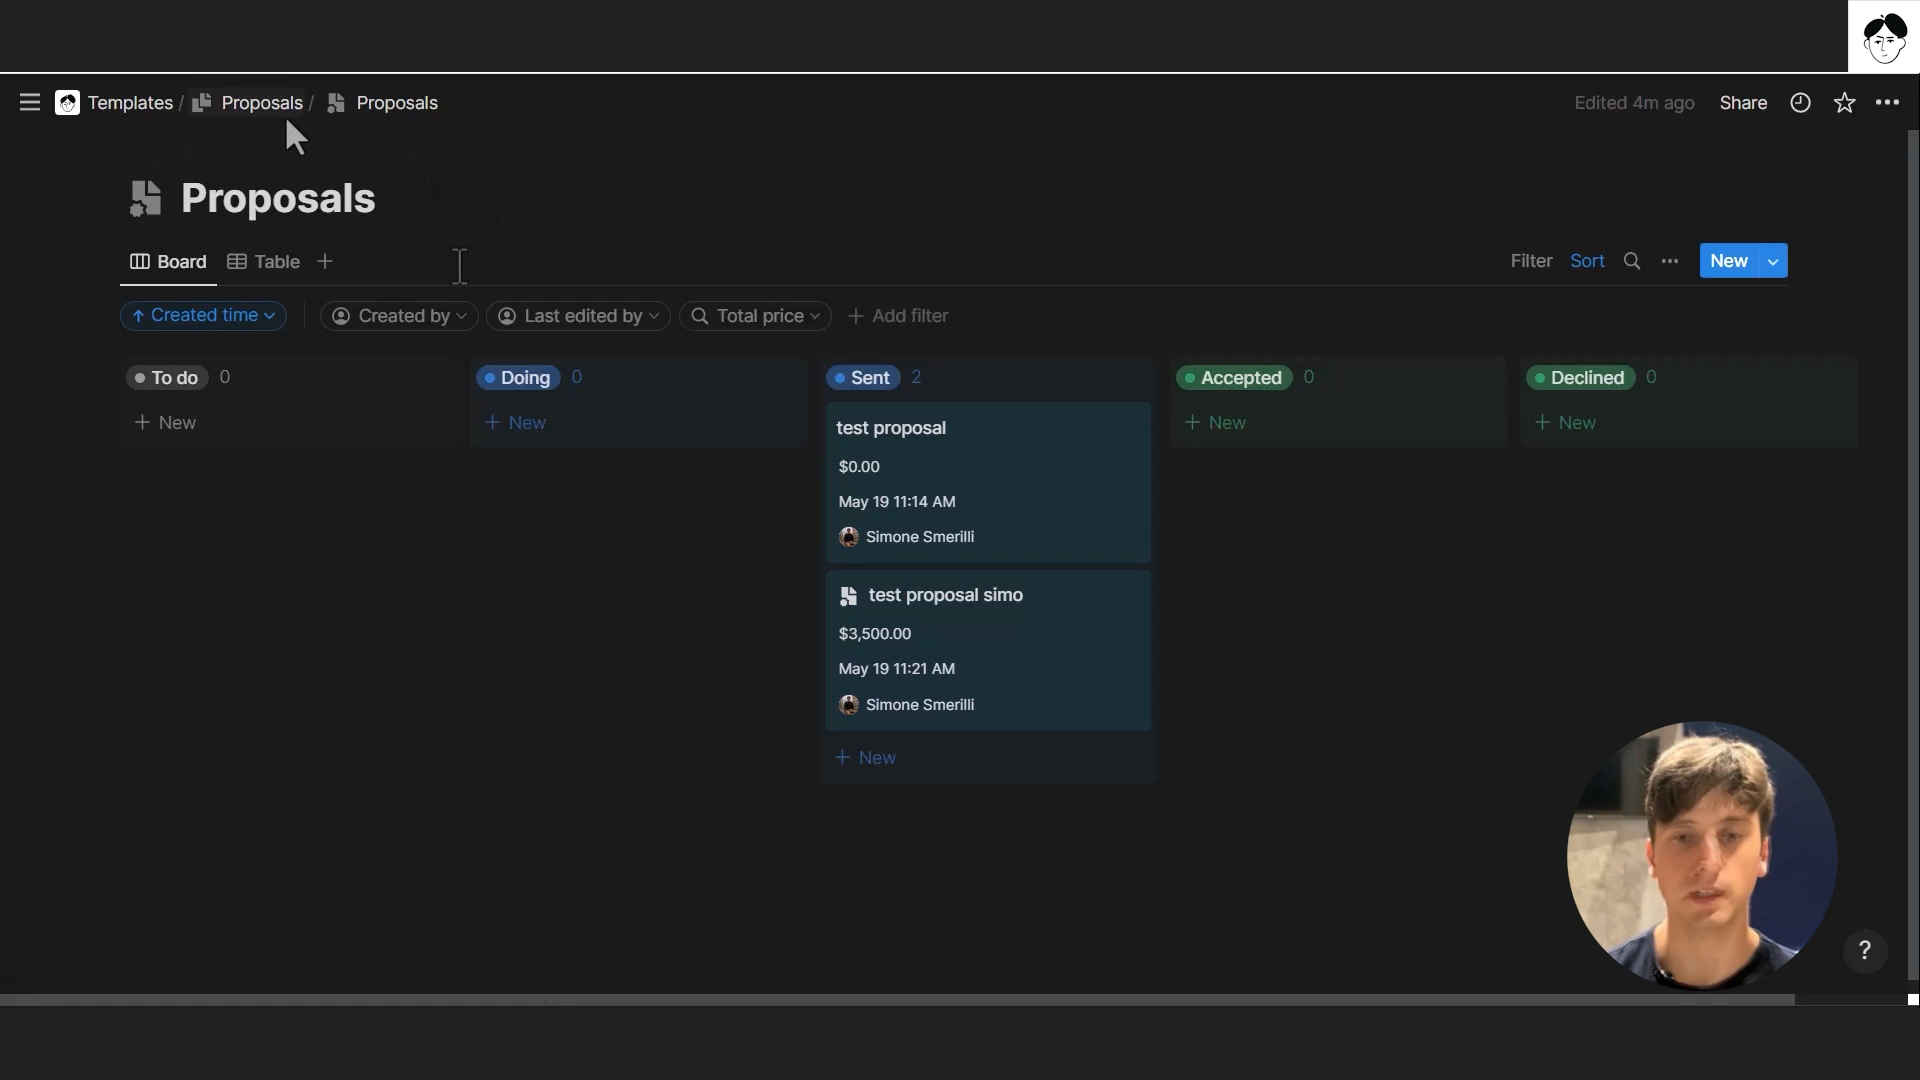 Templates / Proposals / Proposals
Edited 4m ago Share
Proposals
Board Table +
Filter Sort New
↑ Created time Created by Last edited by Total price + Add filter
To do 0 Doing 0 Sent 2 Accepted 0 Declined 0
+ New + New + New + New
test proposal
$0.00
May 19 11:14 AM
Simone Smerilli
test proposal simo
$3,500.00
May 19 11:21 AM
Simone Smerilli
+ New
?